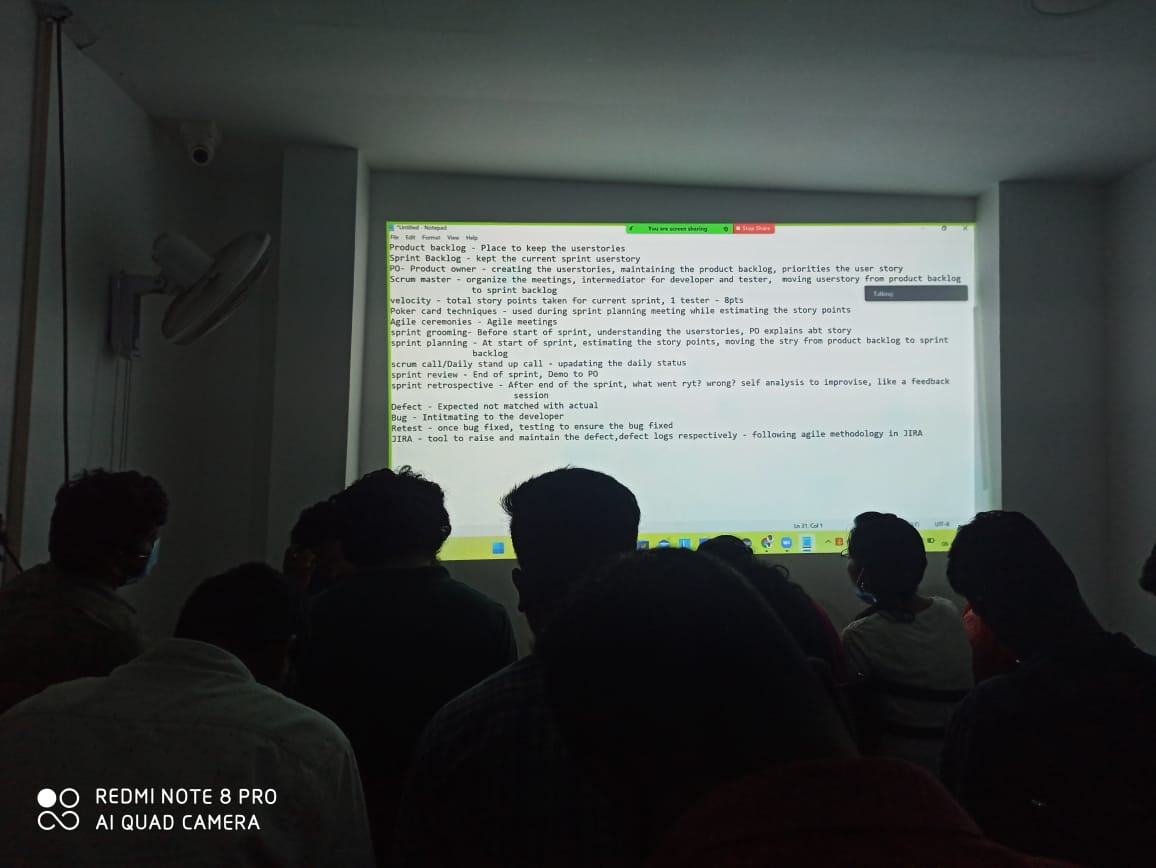 *Untitled - Notepad
You are screen sharing
Stop Share
File Edit Format View Help
Product backlog - Place to keep the userstories
Sprint Backlog - kept the current sprint userstory
PO- Product owner - creating the userstories, maintaining the product backlog, priorities the user story
Scrum master - organize the meetings, intermediator for developer and tester, moving userstory from product backlog
to sprint backlog
Talking:
velocity - total story points taken for current sprint, 1 tester - 8pts
Poker card techniques - used during sprint planning meeting while estimating the story points
Agile ceremonies - Agile meetings
sprint grooming- Before start of sprint, understanding the userstories, PO explains abt story
sprint planning - At start of sprint, estimating the story points, moving the stry from product backlog to sprint
backlog
scrum call/Daily stand up call - upadating the daily status
sprint review - End of sprint, Demo to PO
sprint retrospective - After end of the sprint, what went ryt? wrong? self analysis to improvise, like a feedback
session
Defect - Expected not matched with actual
Bug - Intitmating to the developer
Retest - once bug fixed, testing to ensure the bug fixed
JIRA - tool to raise and maintain the defect,defect logs respectively - following agile methodology in JIRA
Ln 21, Col 1
UTF-8
REDMI NOTE 8 PRO
AI QUAD CAMERA